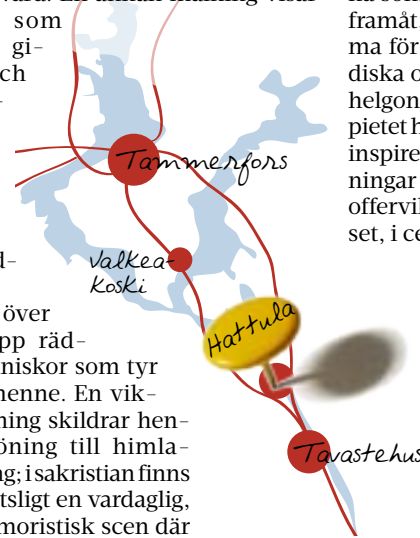 som
gi-
ch
d-
över
pp räd-
niskor som tyr
henne. En vik-
ning skildrar hen-
öning till himla-
ng; i sakristian finns
tsligt en vardaglig,
moristisk scen där
framåt,
ma för
diska o
helgon
pietet h
inspire
ningar
offervil
set, i ce
Tammerfors
Valkea-
koski
Hattula
Tavastehus